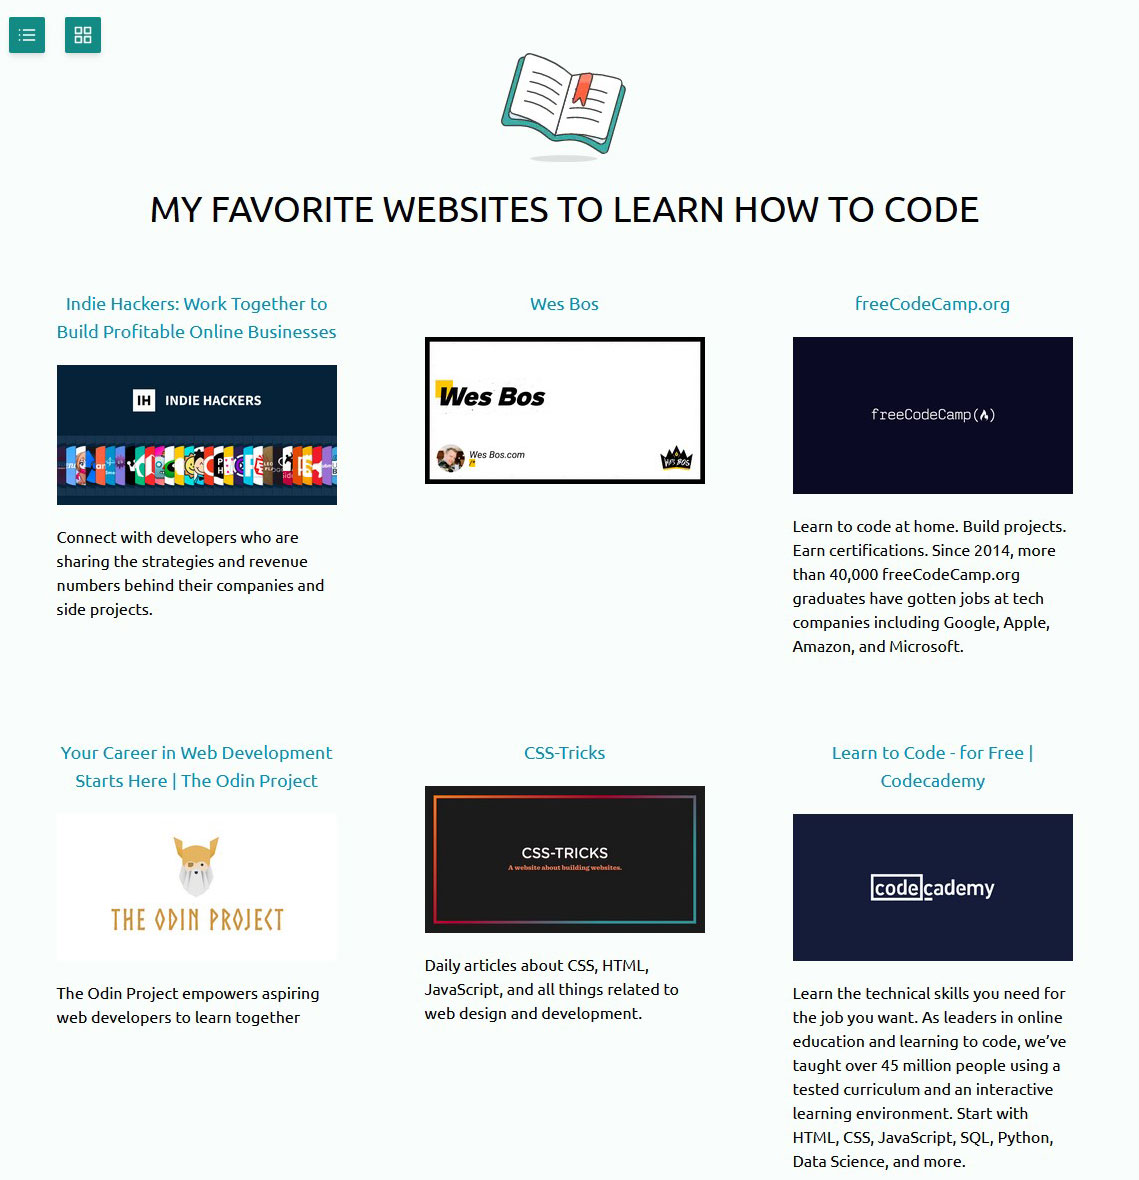 MY FAVORITE WEBSITES TO LEARN HOW TO CODE
Indie Hackers: Work Together to
Build Profitable Online Businesses
IH INDIE HACKERS
Connect with developers who are
sharing the strategies and revenue
numbers behind their companies and
side projects.
Wes Bos
Wes Bos
Wes Bos.com
WES BOS
freeCodeCamp.org
freeCodeCamp(🔥)
Learn to code at home. Build projects.
Earn certifications. Since 2014, more
than 40,000 freeCodeCamp.org
graduates have gotten jobs at tech
companies including Google, Apple,
Amazon, and Microsoft.
Your Career in Web Development
Starts Here | The Odin Project
THE ODIN PROJECT
The Odin Project empowers aspiring
web developers to learn together
CSS-Tricks
CSS-TRICKS
A website about building websites.
Daily articles about CSS, HTML,
JavaScript, and all things related to
web design and development.
Learn to Code - for Free |
Codecademy
codecademy
Learn the technical skills you need for
the job you want. As leaders in online
education and learning to code, we’ve
taught over 45 million people using a
tested curriculum and an interactive
learning environment. Start with
HTML, CSS, JavaScript, SQL, Python,
Data Science, and more.